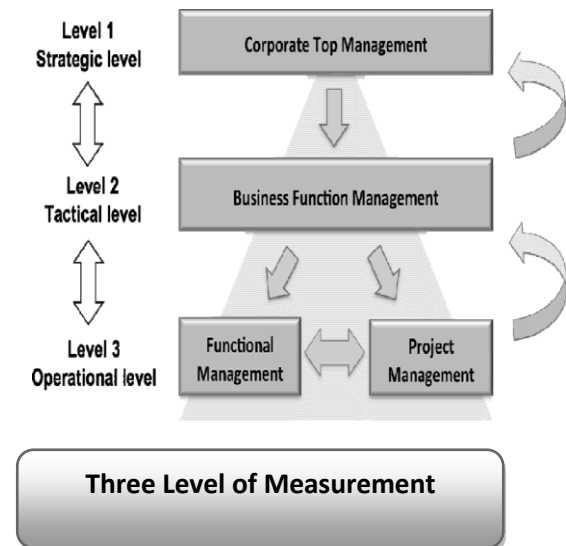 Level 1
Strategic level
Corporate Top Management
Level 2
Tactical level
Business Function Management
Level 3
Operational level
Functional
Management
Project
Management
Three Level of Measurement